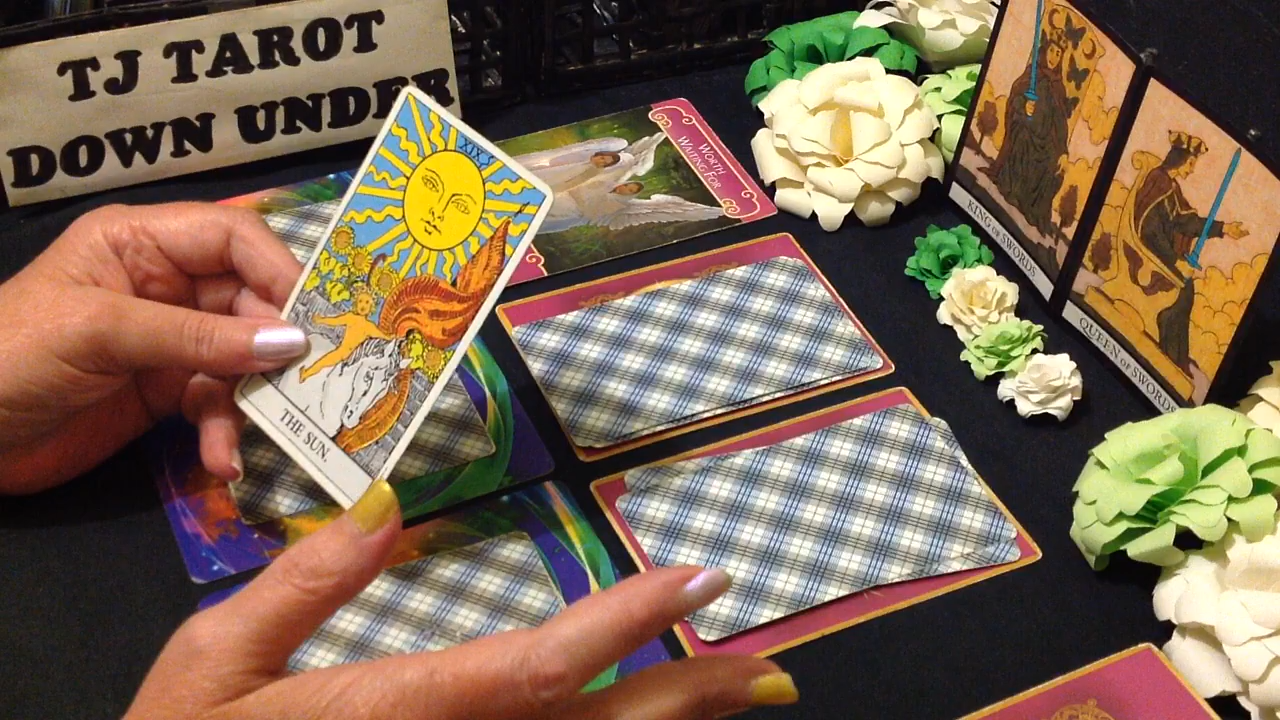 TJ TAROT
DOWN UNDER
XIX
THE SUN.
WORTH
WAITING FOR
KING OF SWORDS
QUEEN OF SWORDS